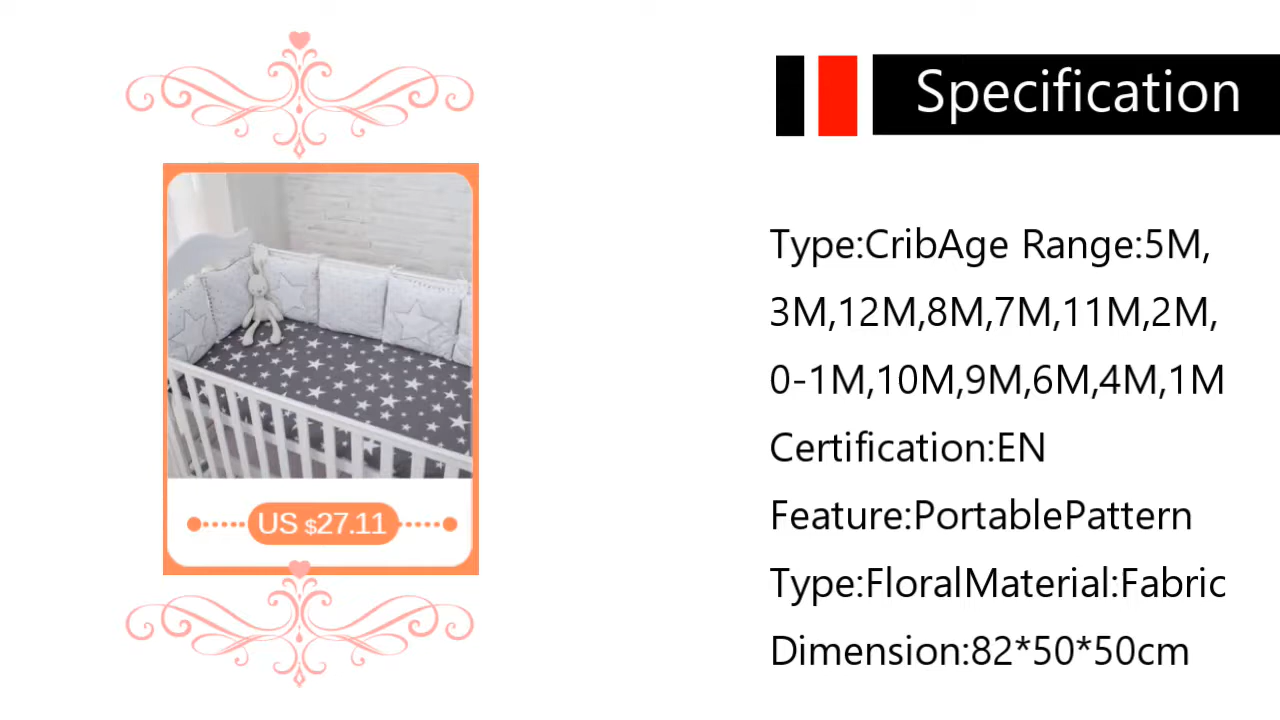 Specification
Type:CribAge Range:5M,
3M,12M,8M,7M,11M,2M,
0-1M,10M,9M,6M,4M,1M
Certification:EN
Feature:PortablePattern
Type:FloralMaterial:Fabric
Dimension:82*50*50cm
US $27.11